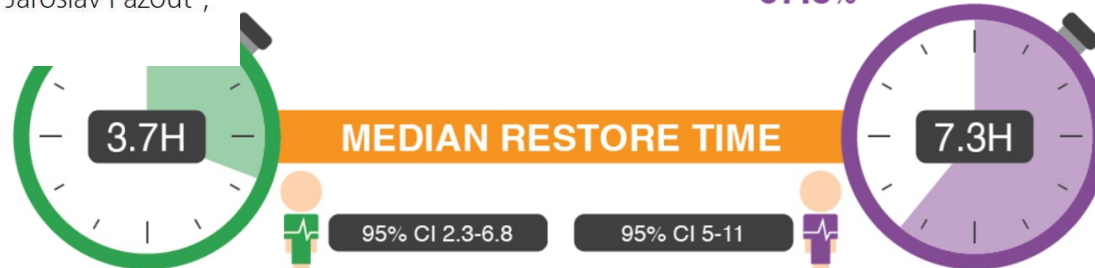 3.7H
MEDIAN RESTORE TIME
7.3H
95% CI 2.3-6.8
95% CI 5-11